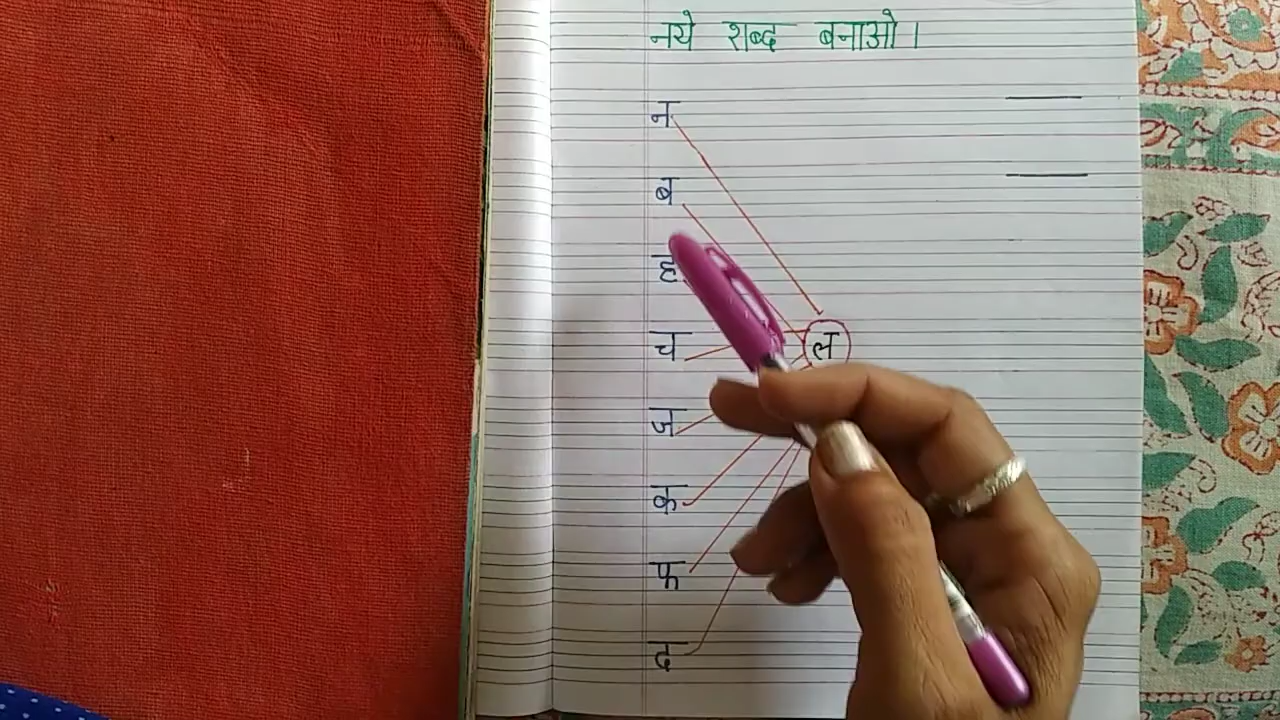 नये शब्द बनाओ।
न
ब
ह
च
ल
ज
क
फ
द